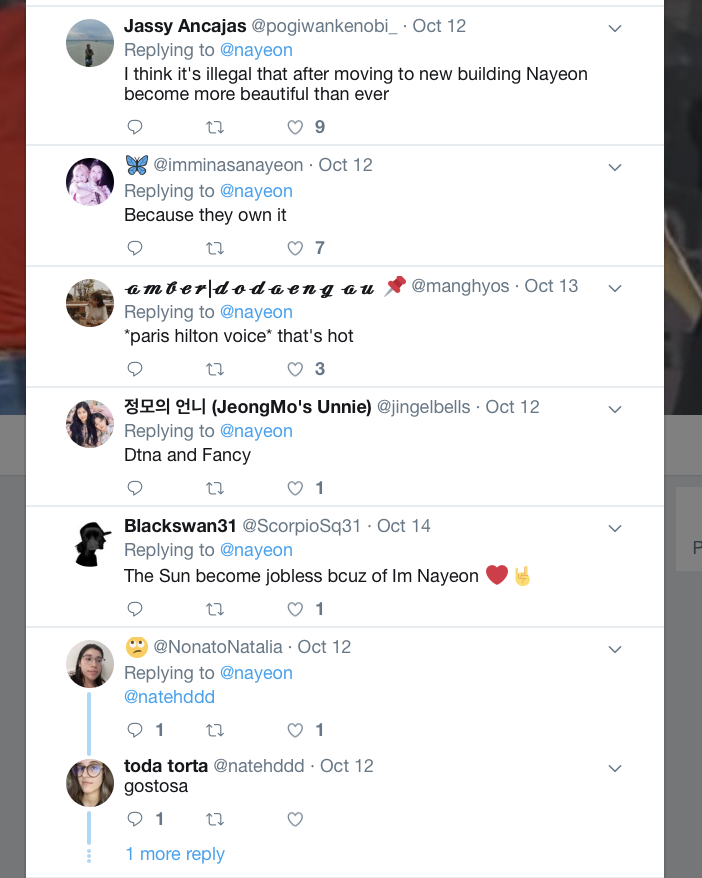 Jassy Ancajas @pogiwankenobi_ · Oct 12
Replying to @nayeon
I think it's illegal that after moving to new building Nayeon
become more beautiful than ever
9
🦋 @imminasanayeon · Oct 12
Replying to @nayeon
Because they own it
7
𝓪𝓶𝓫𝓮𝓻|𝓭𝓸𝓭𝓪𝓮𝓷𝓰 𝓪𝓾 📌 @manghyos · Oct 13
Replying to @nayeon
*paris hilton voice* that's hot
3
정모의 언니 (JeongMo's Unnie) @jingelbells · Oct 12
Replying to @nayeon
Dtna and Fancy
1
Blackswan31 @ScorpioSq31 · Oct 14
Replying to @nayeon
The Sun become jobless bcuz of Im Nayeon ❤️ 🤘
1
🙄 @NonatoNatalia · Oct 12
Replying to @nayeon
@natehddd
1 1
toda torta @natehddd · Oct 12
gostosa
1
1 more reply
P